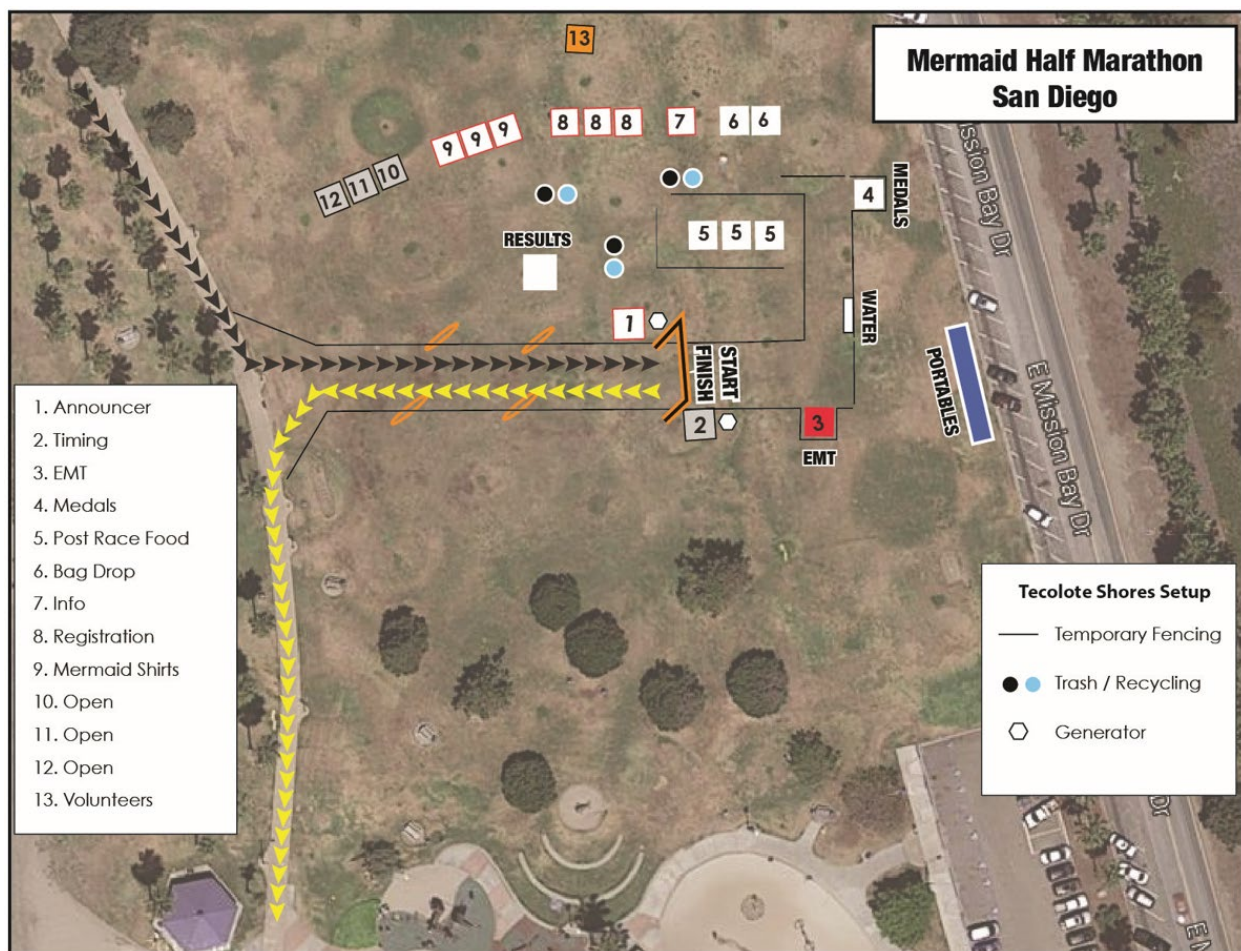 Mermaid Half Marathon
San Diego
13
9 9 9
8 8 8
7
6 6
12 11 10
4
MEDALS
Mission Bay Dr
RESULTS
5 5 5
1
WATER
START
FINISH
2
3
EMT
PORTABLES
E Mission Bay Dr
1. Announcer
2. Timing
3. EMT
4. Medals
5. Post Race Food
6. Bag Drop
7. Info
8. Registration
9. Mermaid Shirts
10. Open
11. Open
12. Open
13. Volunteers
Tecolote Shores Setup
Temporary Fencing
Trash / Recycling
Generator
Dr